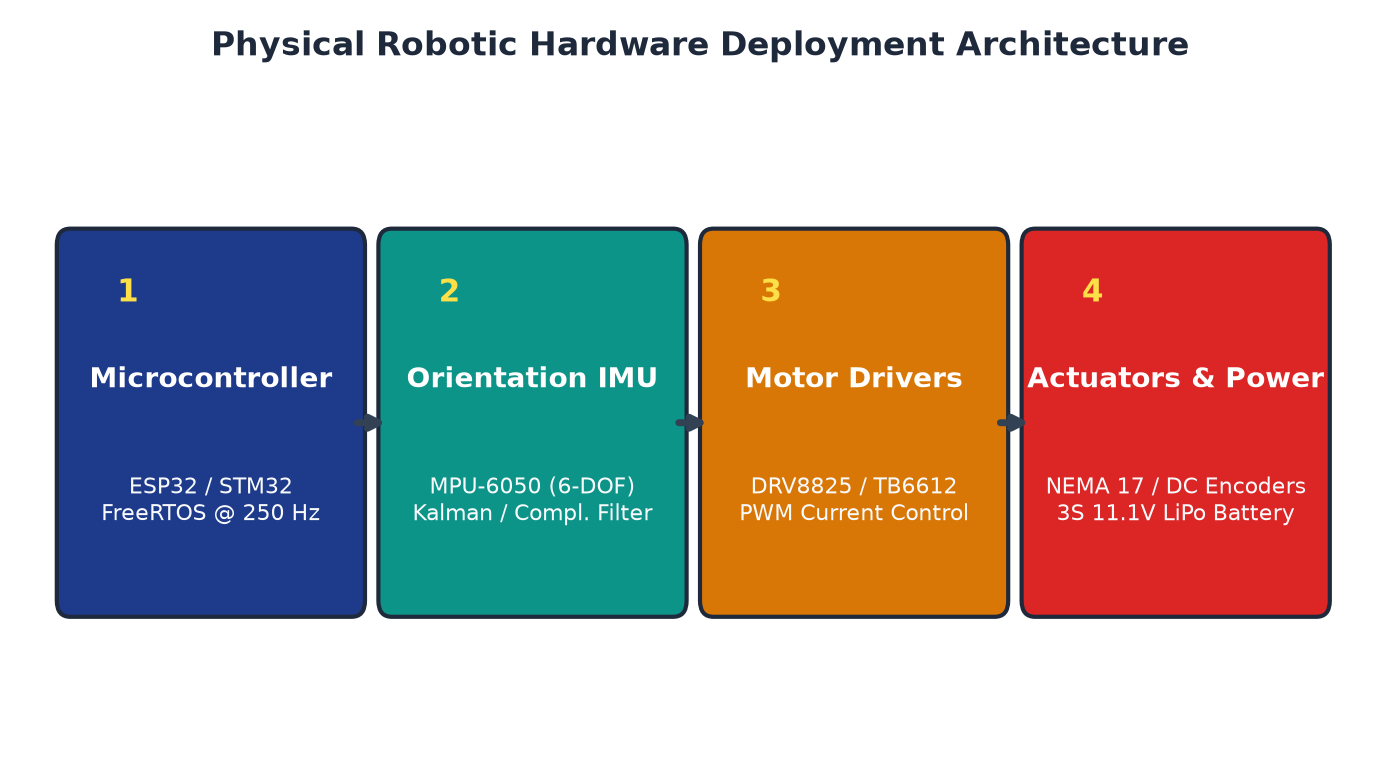 Physical Robotic Hardware Deployment Architecture
1
Microcontroller
ESP32 / STM32
FreeRTOS @ 250 Hz
2
Orientation IMU
MPU-6050 (6-DOF)
Kalman / Compl. Filter
3
Motor Drivers
DRV8825 / TB6612
PWM Current Control
4
Actuators & Power
NEMA 17 / DC Encoders
3S 11.1V LiPo Battery